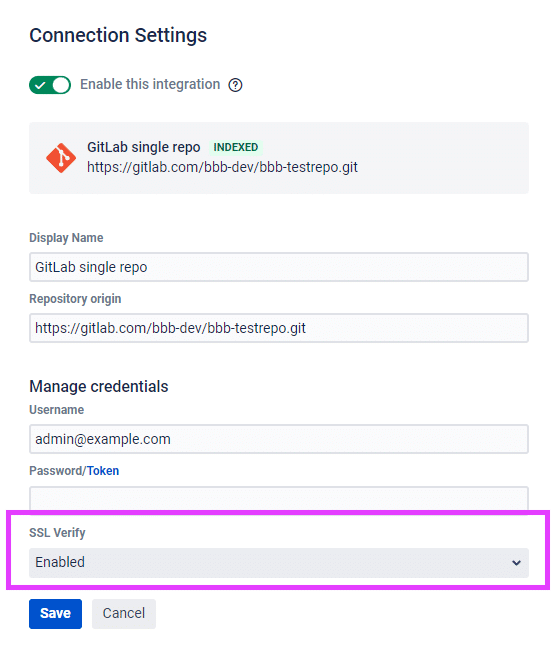 Connection Settings
Enable this integration
GitLab single repo INDEXED
https://gitlab.com/bbb-dev/bbb-testrepo.git
Display Name
GitLab single repo
Repository origin
https://gitlab.com/bbb-dev/bbb-testrepo.git
Manage credentials
Username
admin@example.com
Password/Token
SSL Verify
Enabled
Save Cancel